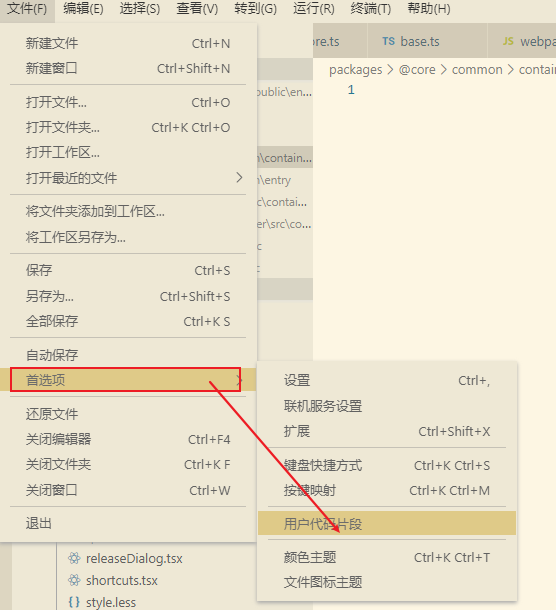 文件(F) 编辑(E) 选择(S) 查看(V) 转到(G) 运行(R) 终端(T) 帮助(H)
新建文件 Ctrl+N
新建窗口 Ctrl+Shift+N
打开文件... Ctrl+O
打开文件夹... Ctrl+K Ctrl+O
打开工作区...
打开最近的文件
将文件夹添加到工作区...
将工作区另存为...
保存 Ctrl+S
另存为... Ctrl+Shift+S
全部保存 Ctrl+K S
自动保存
首选项
还原文件
关闭编辑器 Ctrl+F4
关闭文件夹 Ctrl+K F
关闭窗口 Ctrl+W
退出
releaseDialog.tsx
shortcuts.tsx
{} style.less
ore.ts TS base.ts JS webpa
packages > @core > common > contain
1
public\en...
\contain...
\entry
c\contai...
er\src\co...
设置 Ctrl+,
联机服务设置
扩展 Ctrl+Shift+X
键盘快捷方式 Ctrl+K Ctrl+S
按键映射 Ctrl+K Ctrl+M
用户代码片段
颜色主题 Ctrl+K Ctrl+T
文件图标主题